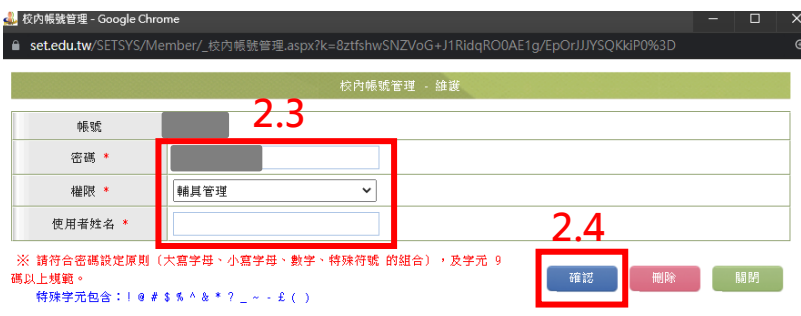 校內帳號管理 - Google Chrome
set.edu.tw/SETSYS/Member/_校內帳號管理.aspx?k=8ztfshwSNZVoG+J1RidqRO0AE1g/EpOrJJJYSQKkiP0%3D
校內帳號管理 - 維護
2.3
帳號
密碼 *
權限 * 輔具管理
使用者姓名 *
2.4
※ 請符合密碼設定原則（大寫字母、小寫字母、數字、特殊符號 的組合），及字元 9
碼以上規範。
特殊字元包含：! @ # $ % ^ & * ? _ ~ - £ ( )
確認 刪除 關閉